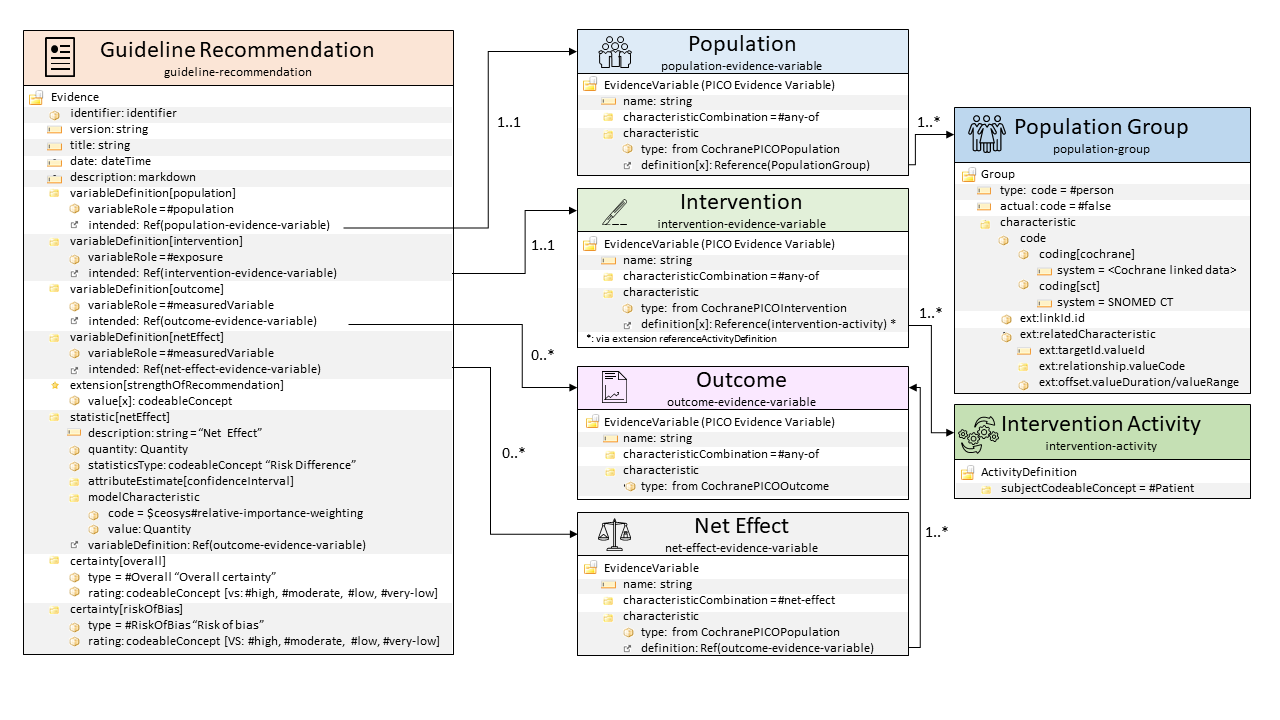 Guideline Recommendation
guideline-recommendation
Evidence
identifier: identifier
version: string
title: string
date: dateTime
description: markdown
variableDefinition[population]
variableRole = #population
intended: Ref(population-evidence-variable)
variableDefinition[intervention]
variableRole = #exposure
intended: Ref(intervention-evidence-variable)
variableDefinition[outcome]
variableRole = #measuredVariable
intended: Ref(outcome-evidence-variable)
variableDefinition[netEffect]
variableRole = #measuredVariable
intended: Ref(net-effect-evidence-variable)
extension[strengthOfRecommendation]
value[x]: codeableConcept
statistic[netEffect]
description: string = “Net Effect”
quantity: Quantity
statisticsType: codeableConcept “Risk Difference”
attributeEstimate[confidenceInterval]
modelCharacteristic
code = $ceosys#relative-importance-weighting
value: Quantity
variableDefinition: Ref(outcome-evidence-variable)
certainty[overall]
type = #Overall “Overall certainty”
rating: codeableConcept [vs: #high, #moderate, #low, #very-low]
certainty[riskOfBias]
type = #RiskOfBias “Risk of bias”
rating: codeableConcept [VS: #high, #moderate, #low, #very-low]
1..1
1..1
0..*
0..*
Population
population-evidence-variable
EvidenceVariable (PICO Evidence Variable)
name: string
characteristicCombination = #any-of
characteristic
type: from CochranePICOPopulation
definition[x]: Reference(PopulationGroup)
Intervention
intervention-evidence-variable
EvidenceVariable (PICO Evidence Variable)
name: string
characteristicCombination = #any-of
characteristic
type: from CochranePICOIntervention
definition[x]: Reference(intervention-activity) *
*: via extension referenceActivityDefinition
Outcome
outcome-evidence-variable
EvidenceVariable (PICO Evidence Variable)
name: string
characteristicCombination = #any-of
characteristic
type: from CochranePICOOutcome
Net Effect
net-effect-evidence-variable
EvidenceVariable
name: string
characteristicCombination = #net-effect
characteristic
type: from CochranePICOPopulation
definition: Ref(outcome-evidence-variable)
1..*
1..*
1..*
Population Group
population-group
Group
type: code = #person
actual: code = #false
characteristic
code
coding[cochrane]
system = <Cochrane linked data>
coding[sct]
system = SNOMED CT
ext:linkId.id
ext:relatedCharacteristic
ext:targetId.valueId
ext:relationship.valueCode
ext:offset.valueDuration/valueRange
Intervention Activity
intervention-activity
ActivityDefinition
subjectCodeableConcept = #Patient